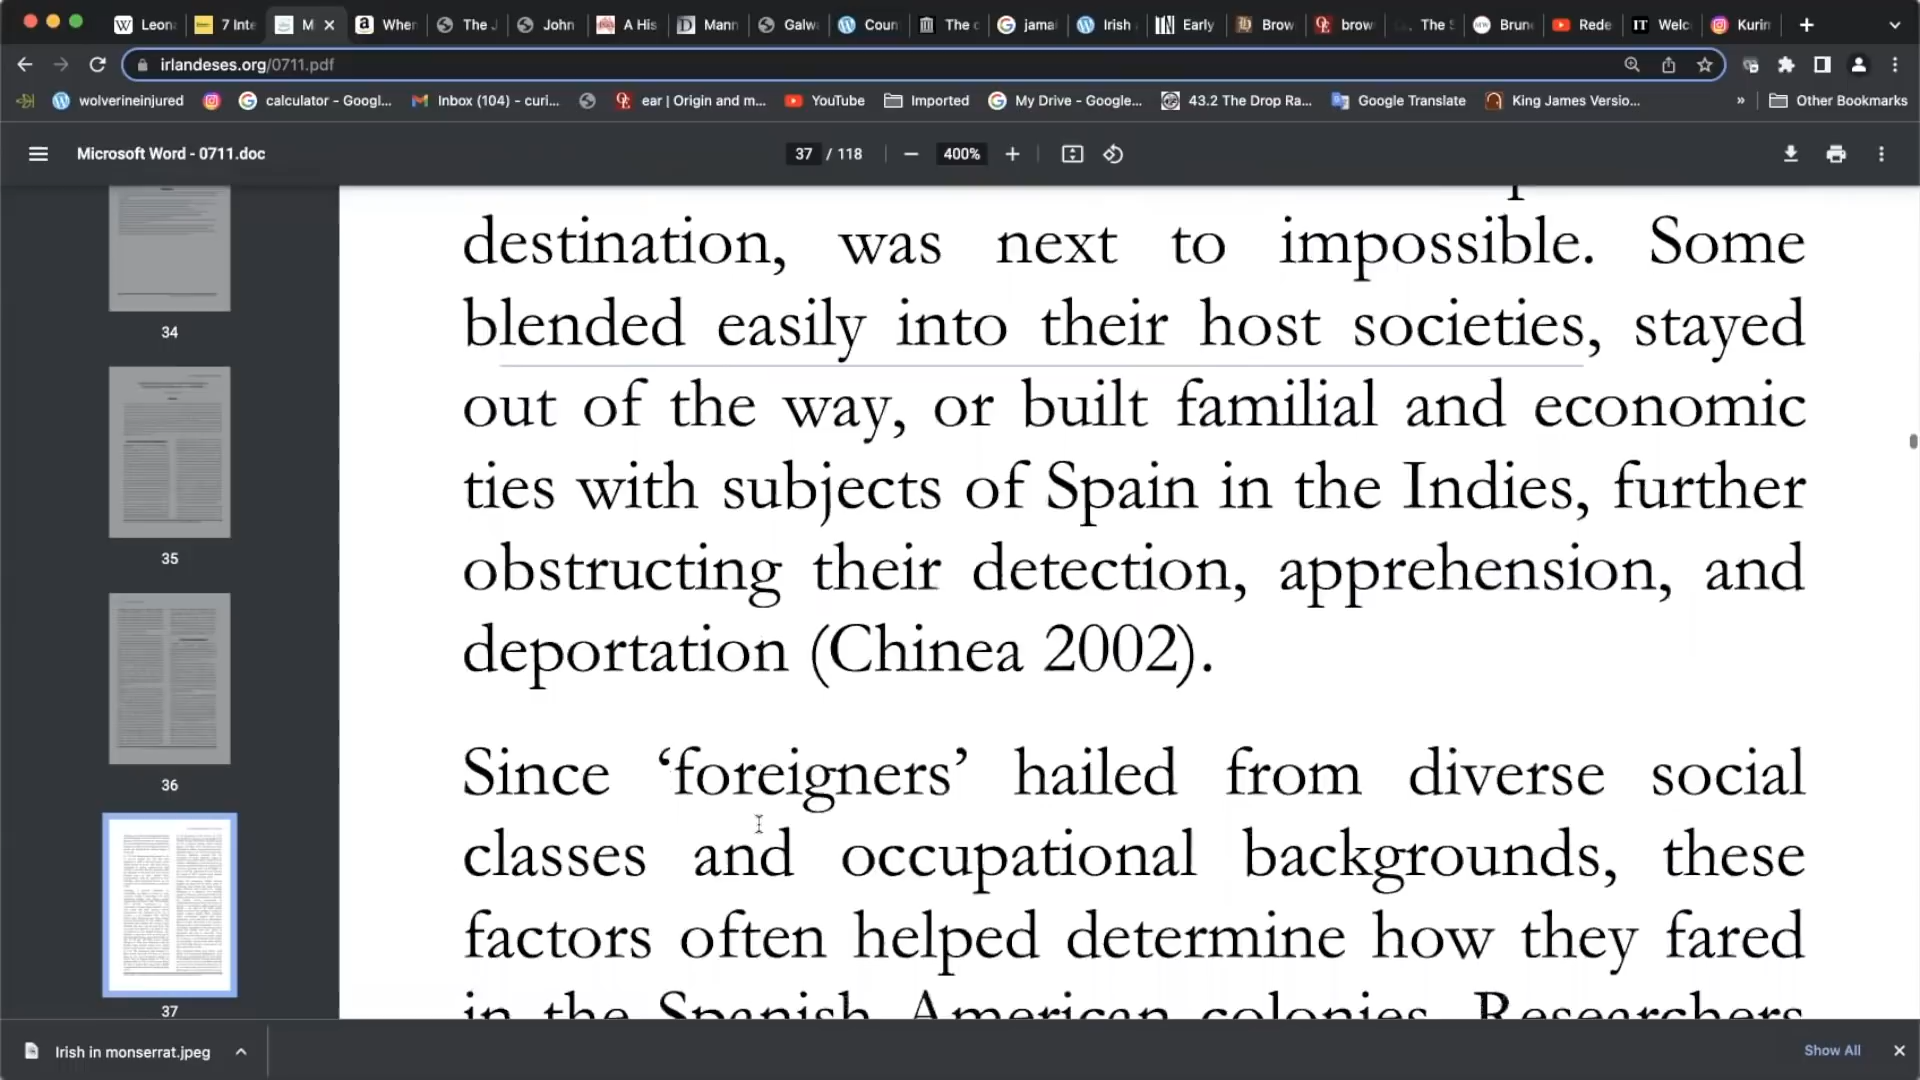 Leon
7 Inte
M
Wher
The J
John
A His
Mann
Galw
Coun
The c
jamai
Irish
Early
Brow
brow
The S
Brun
Rede
Welc
Kurin
irlandeses.org/0711.pdf
wolverineinjured
calculator - Googl...
Inbox (104) - curi...
ear | Origin and m...
YouTube
Imported
My Drive - Google...
43.2 The Drop Ra...
Google Translate
King James Versio...
»
Other Bookmarks
Microsoft Word - 0711.doc
37 / 118
400%
34
35
36
37
destination, was next to impossible. Some
blended easily into their host societies, stayed
out of the way, or built familial and economic
ties with subjects of Spain in the Indies, further
obstructing their detection, apprehension, and
deportation (Chinea 2002).
Since ‘foreigners’ hailed from diverse social
classes and occupational backgrounds, these
factors often helped determine how they fared
in the Spanish American colonies. Researchers
Irish in monserrat.jpeg
Show All